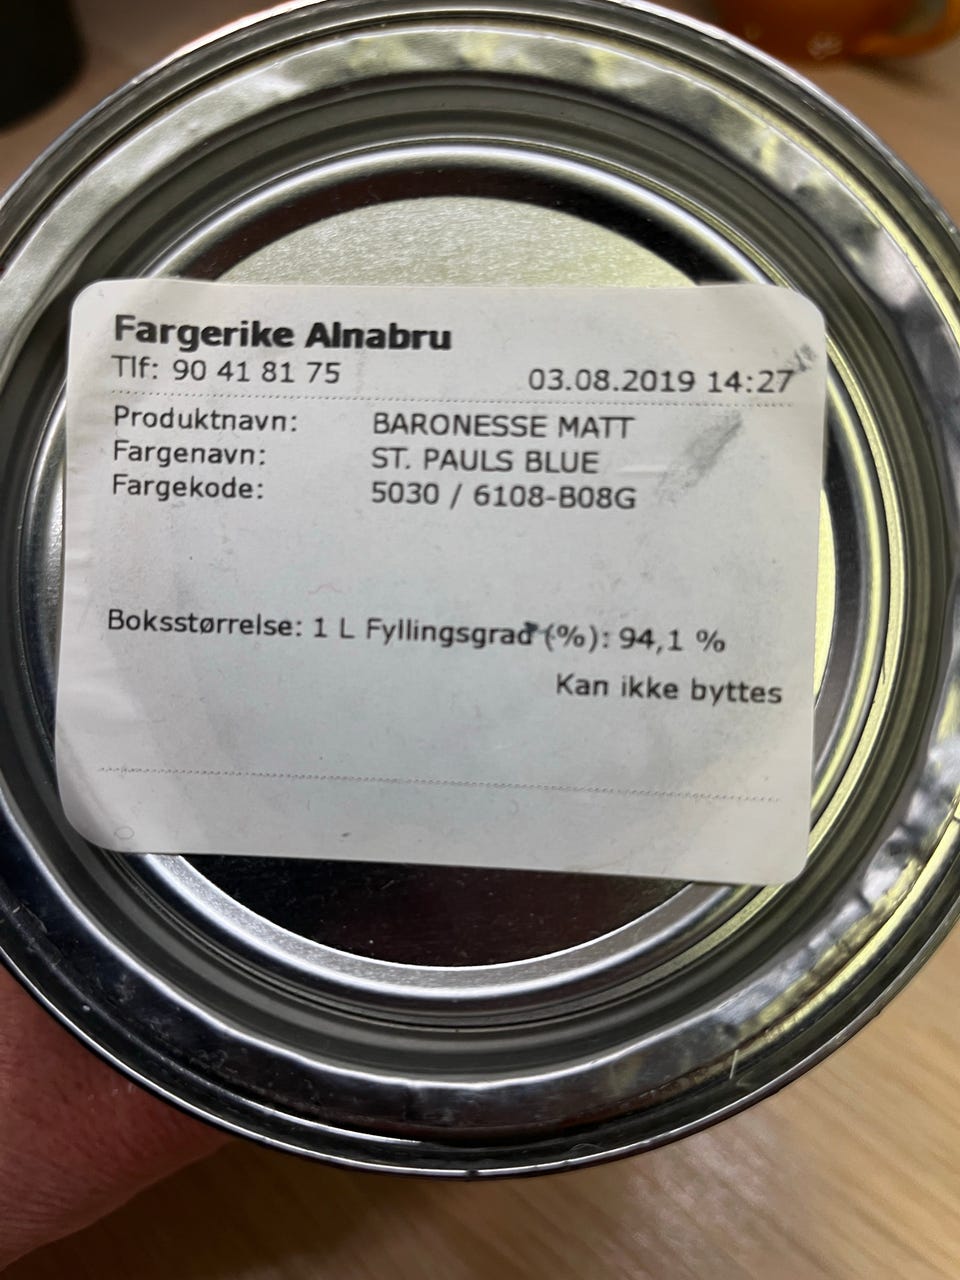 Fargerike Alnabru
Tlf: 90 41 81 75 03.08.2019 14:27
Produktnavn: BARONESSE MATT
Fargenavn: ST. PAULS BLUE
Fargekode: 5030 / 6108-B08G
Boksstørrelse: 1 L Fyllingsgrad (%): 94,1 %
Kan ikke byttes